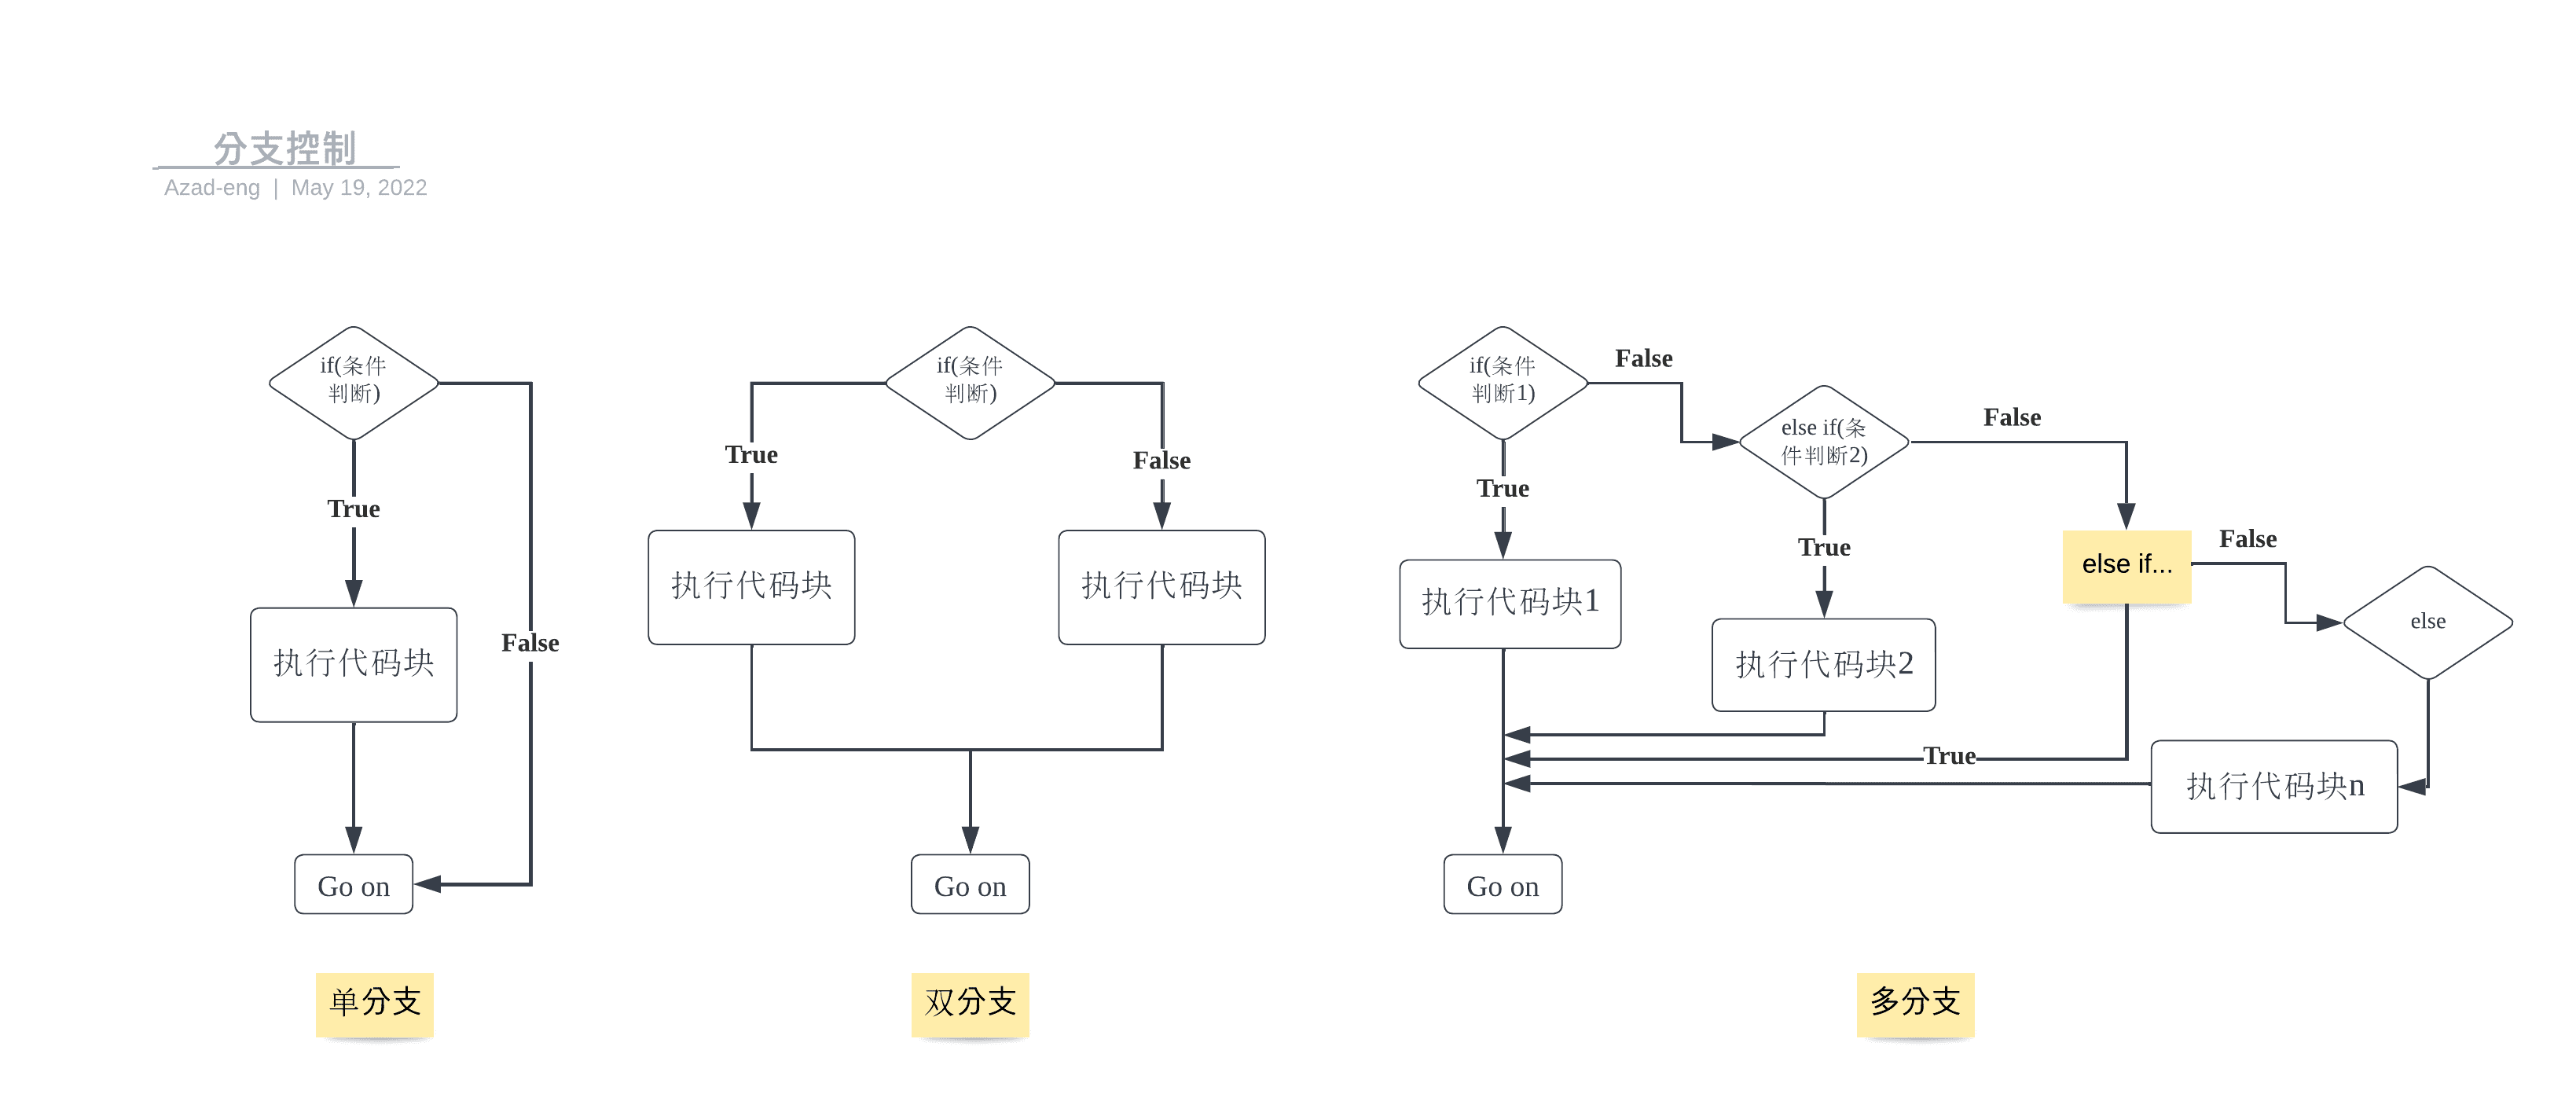 分支控制
Azad-eng | May 19, 2022
if(条件
判断)
True
False
执行代码块
Go on
单分支
if(条件
判断)
True
False
执行代码块
执行代码块
Go on
双分支
if(条件
判断1)
False
True
else if(条
件判断2)
False
True
else if...
False
else
执行代码块1
执行代码块2
True
执行代码块n
Go on
多分支